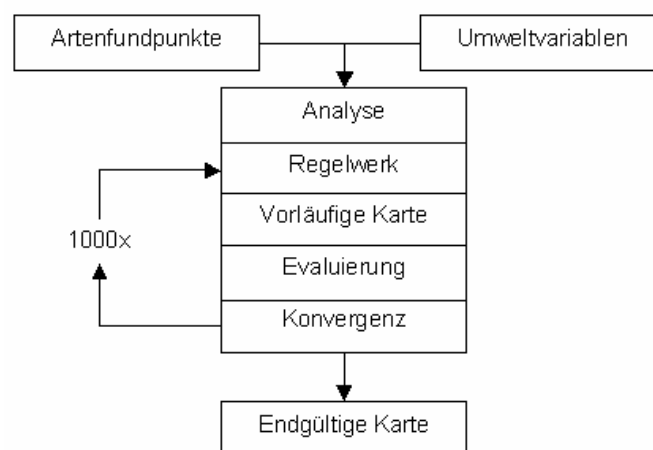 Artenfundpunkte
Umweltvariablen
Analyse
Regelwerk
Vorläufige Karte
1000x
Evaluierung
Konvergenz
Endgültige Karte